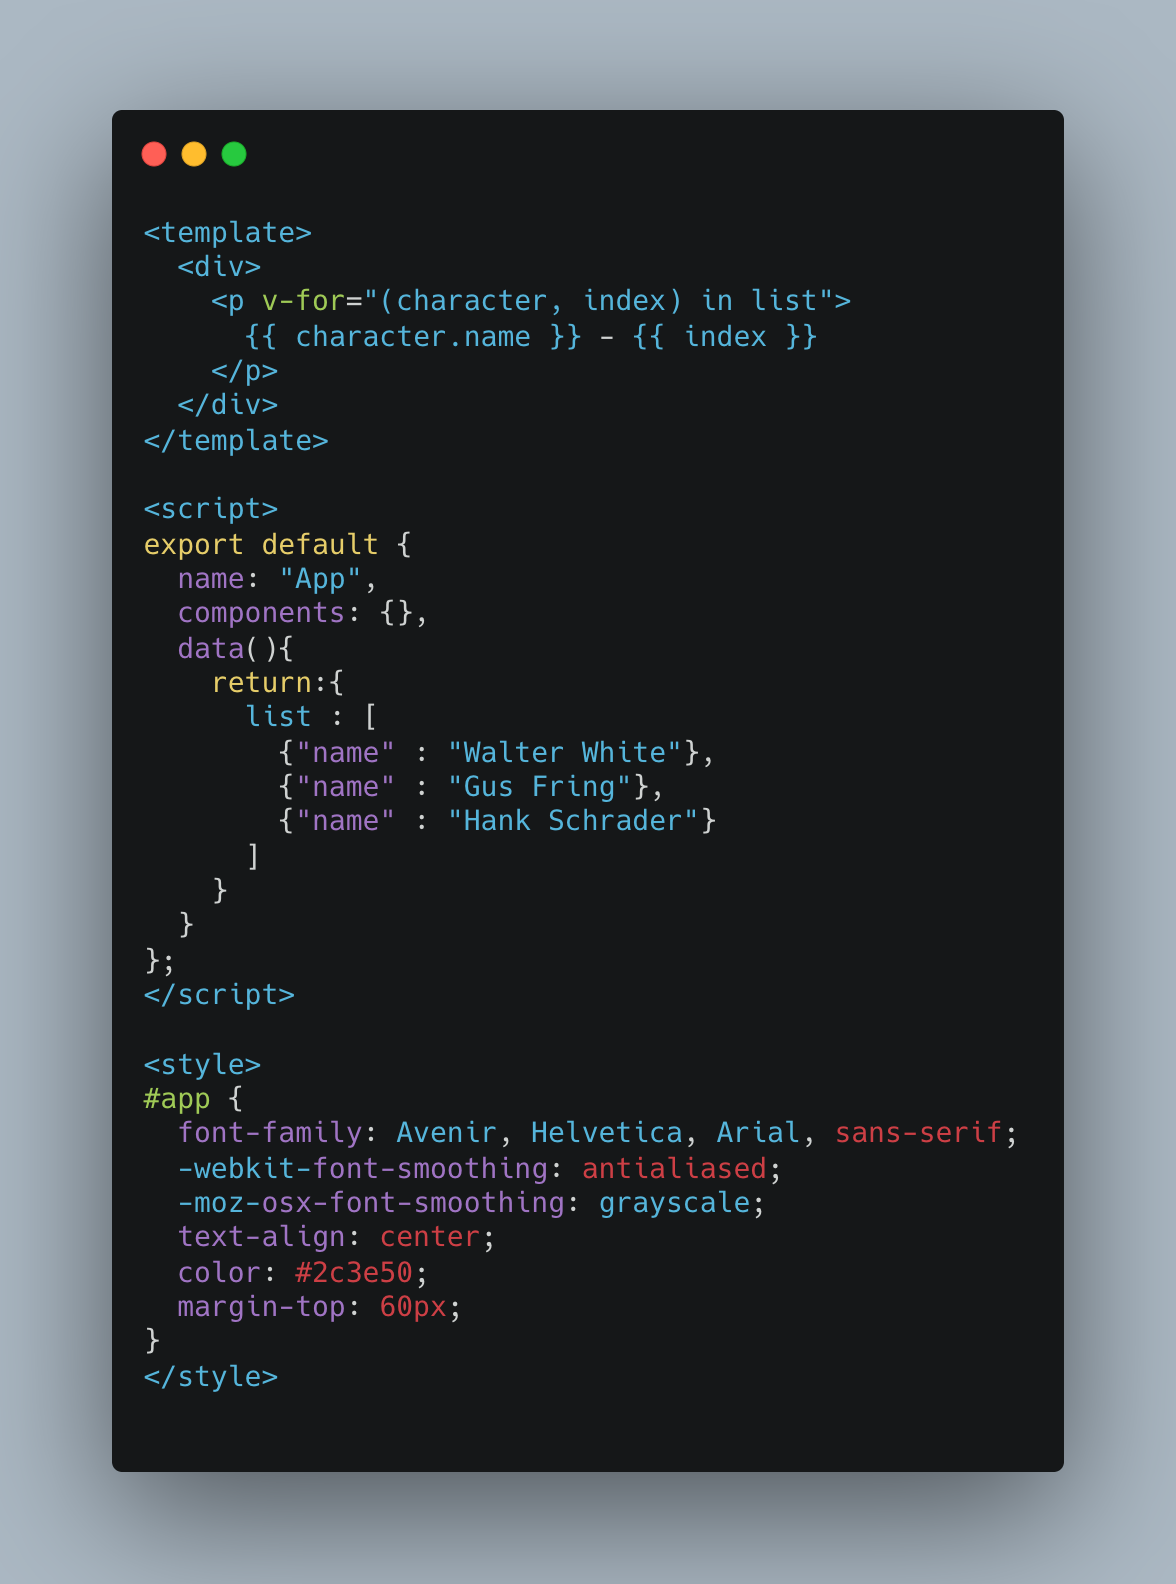 <template>
  <div>
    <p v-for="(character, index) in list">
      {{ character.name }} - {{ index }}
    </p>
  </div>
</template>

<script>
export default {
  name: "App",
  components: {},
  data(){
    return:{
      list : [
        {"name" : "Walter White"},
        {"name" : "Gus Fring"},
        {"name" : "Hank Schrader"}
      ]
    }
  }
};
</script>

<style>
#app {
  font-family: Avenir, Helvetica, Arial, sans-serif;
  -webkit-font-smoothing: antialiased;
  -moz-osx-font-smoothing: grayscale;
  text-align: center;
  color: #2c3e50;
  margin-top: 60px;
}
</style>